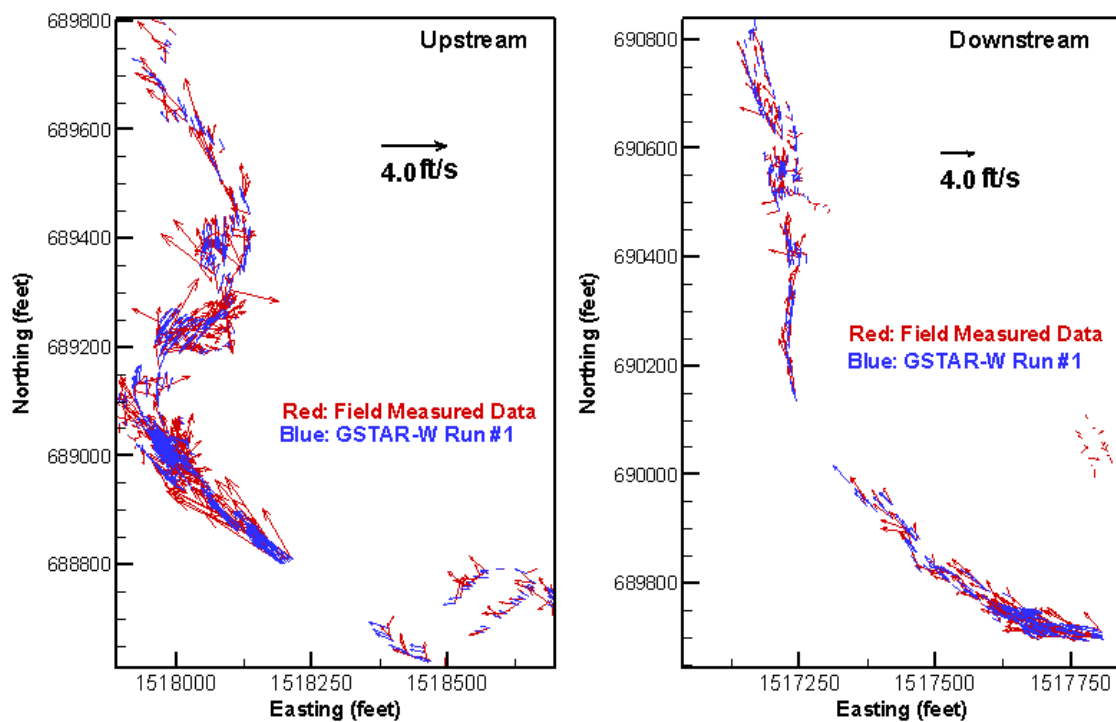 Upstream
689800
689600
689400
689200
689000
688800
Northing (feet)
4.0 ft/s
Red: Field Measured Data
Blue: GSTAR-W Run #1
1518000
1518250
1518500
Easting (feet)
Downstream
690800
690600
690400
690200
690000
689800
Northing (feet)
4.0 ft/s
Red: Field Measured Data
Blue: GSTAR-W Run #1
1517250
1517500
1517750
Easting (feet)